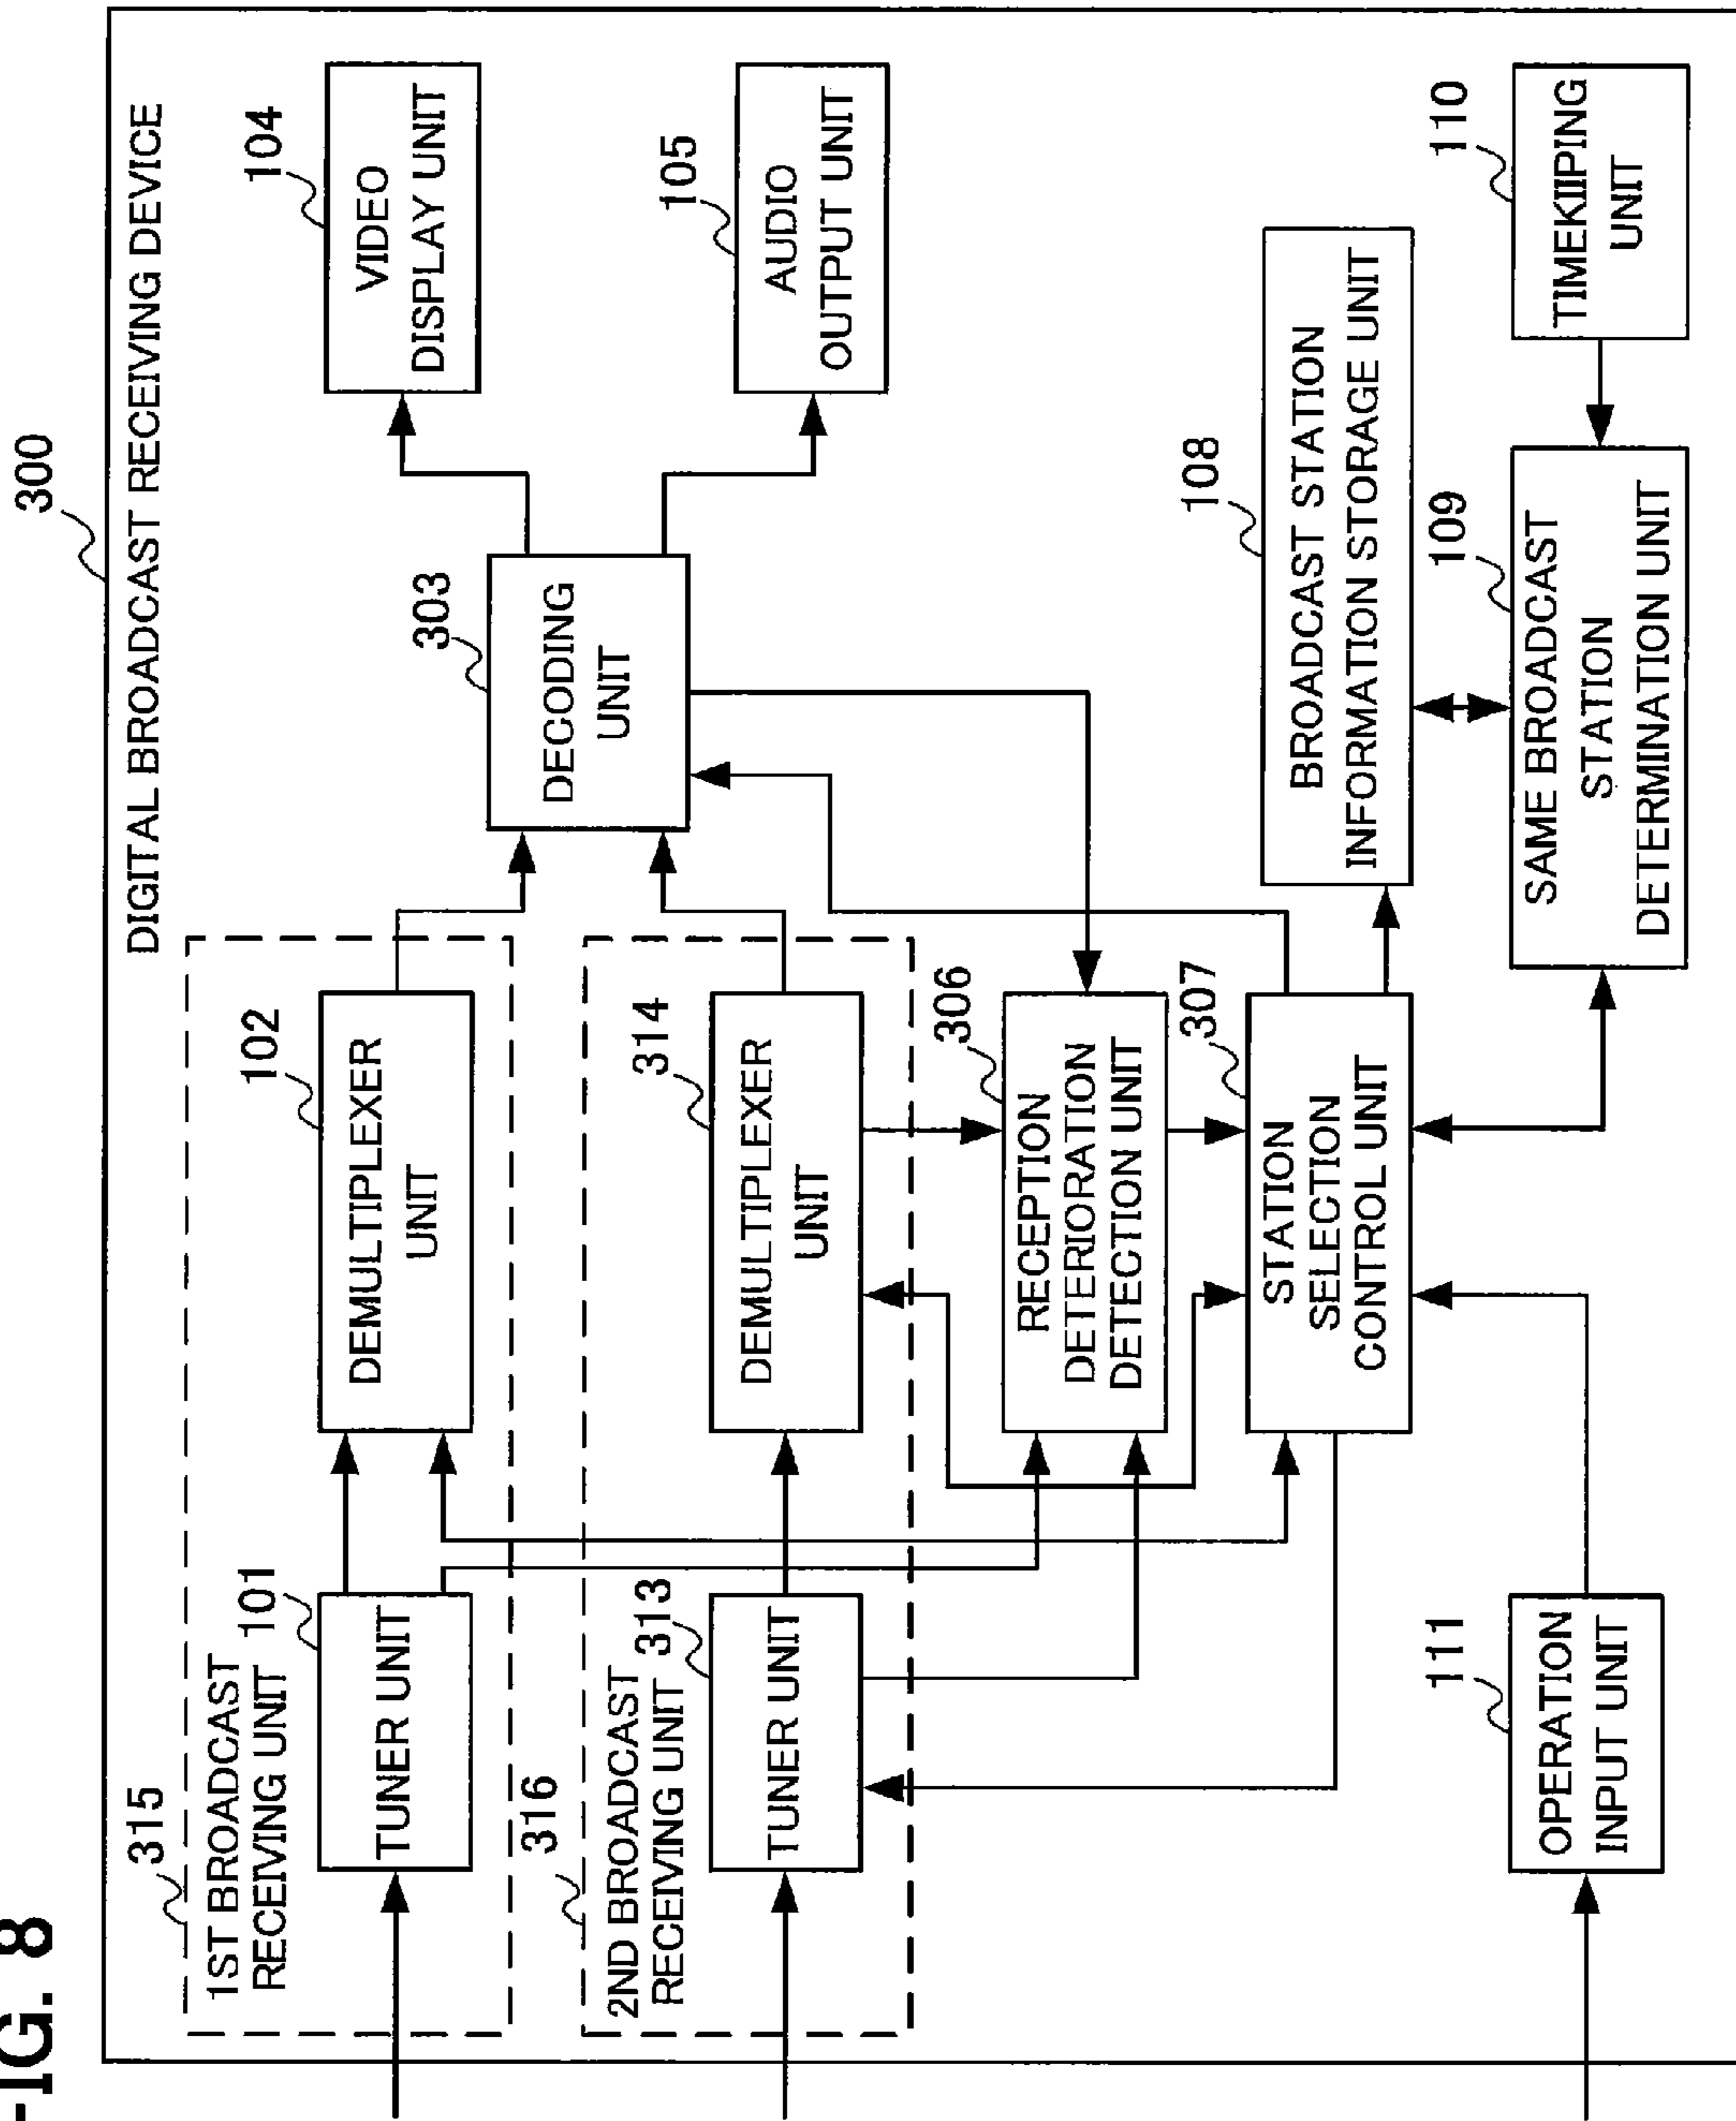 -IG. 8
300
DIGITAL BROADCAST RECEIVING DEVICE
315
1ST BROADCAST
RECEIVING UNIT
101
TUNER UNIT
102
DEMULTIPLEXER
UNIT
104
VIDEO
DISPLAY UNIT
303
DECODING
UNIT
105
AUDIO
OUTPUT UNIT
316
2ND BROADCAST
RECEIVING UNIT
313
TUNER UNIT
314
DEMULTIPLEXER
UNIT
306
RECEPTION
DETERIORATION
DETECTION UNIT
307
STATION
SELECTION
CONTROL UNIT
108
BROADCAST STATION
INFORMATION STORAGE UNIT
111
OPERATION
INPUT UNIT
109
SAME BROADCAST
STATION
DETERMINATION UNIT
110
TIMEKIIPING
UNIT